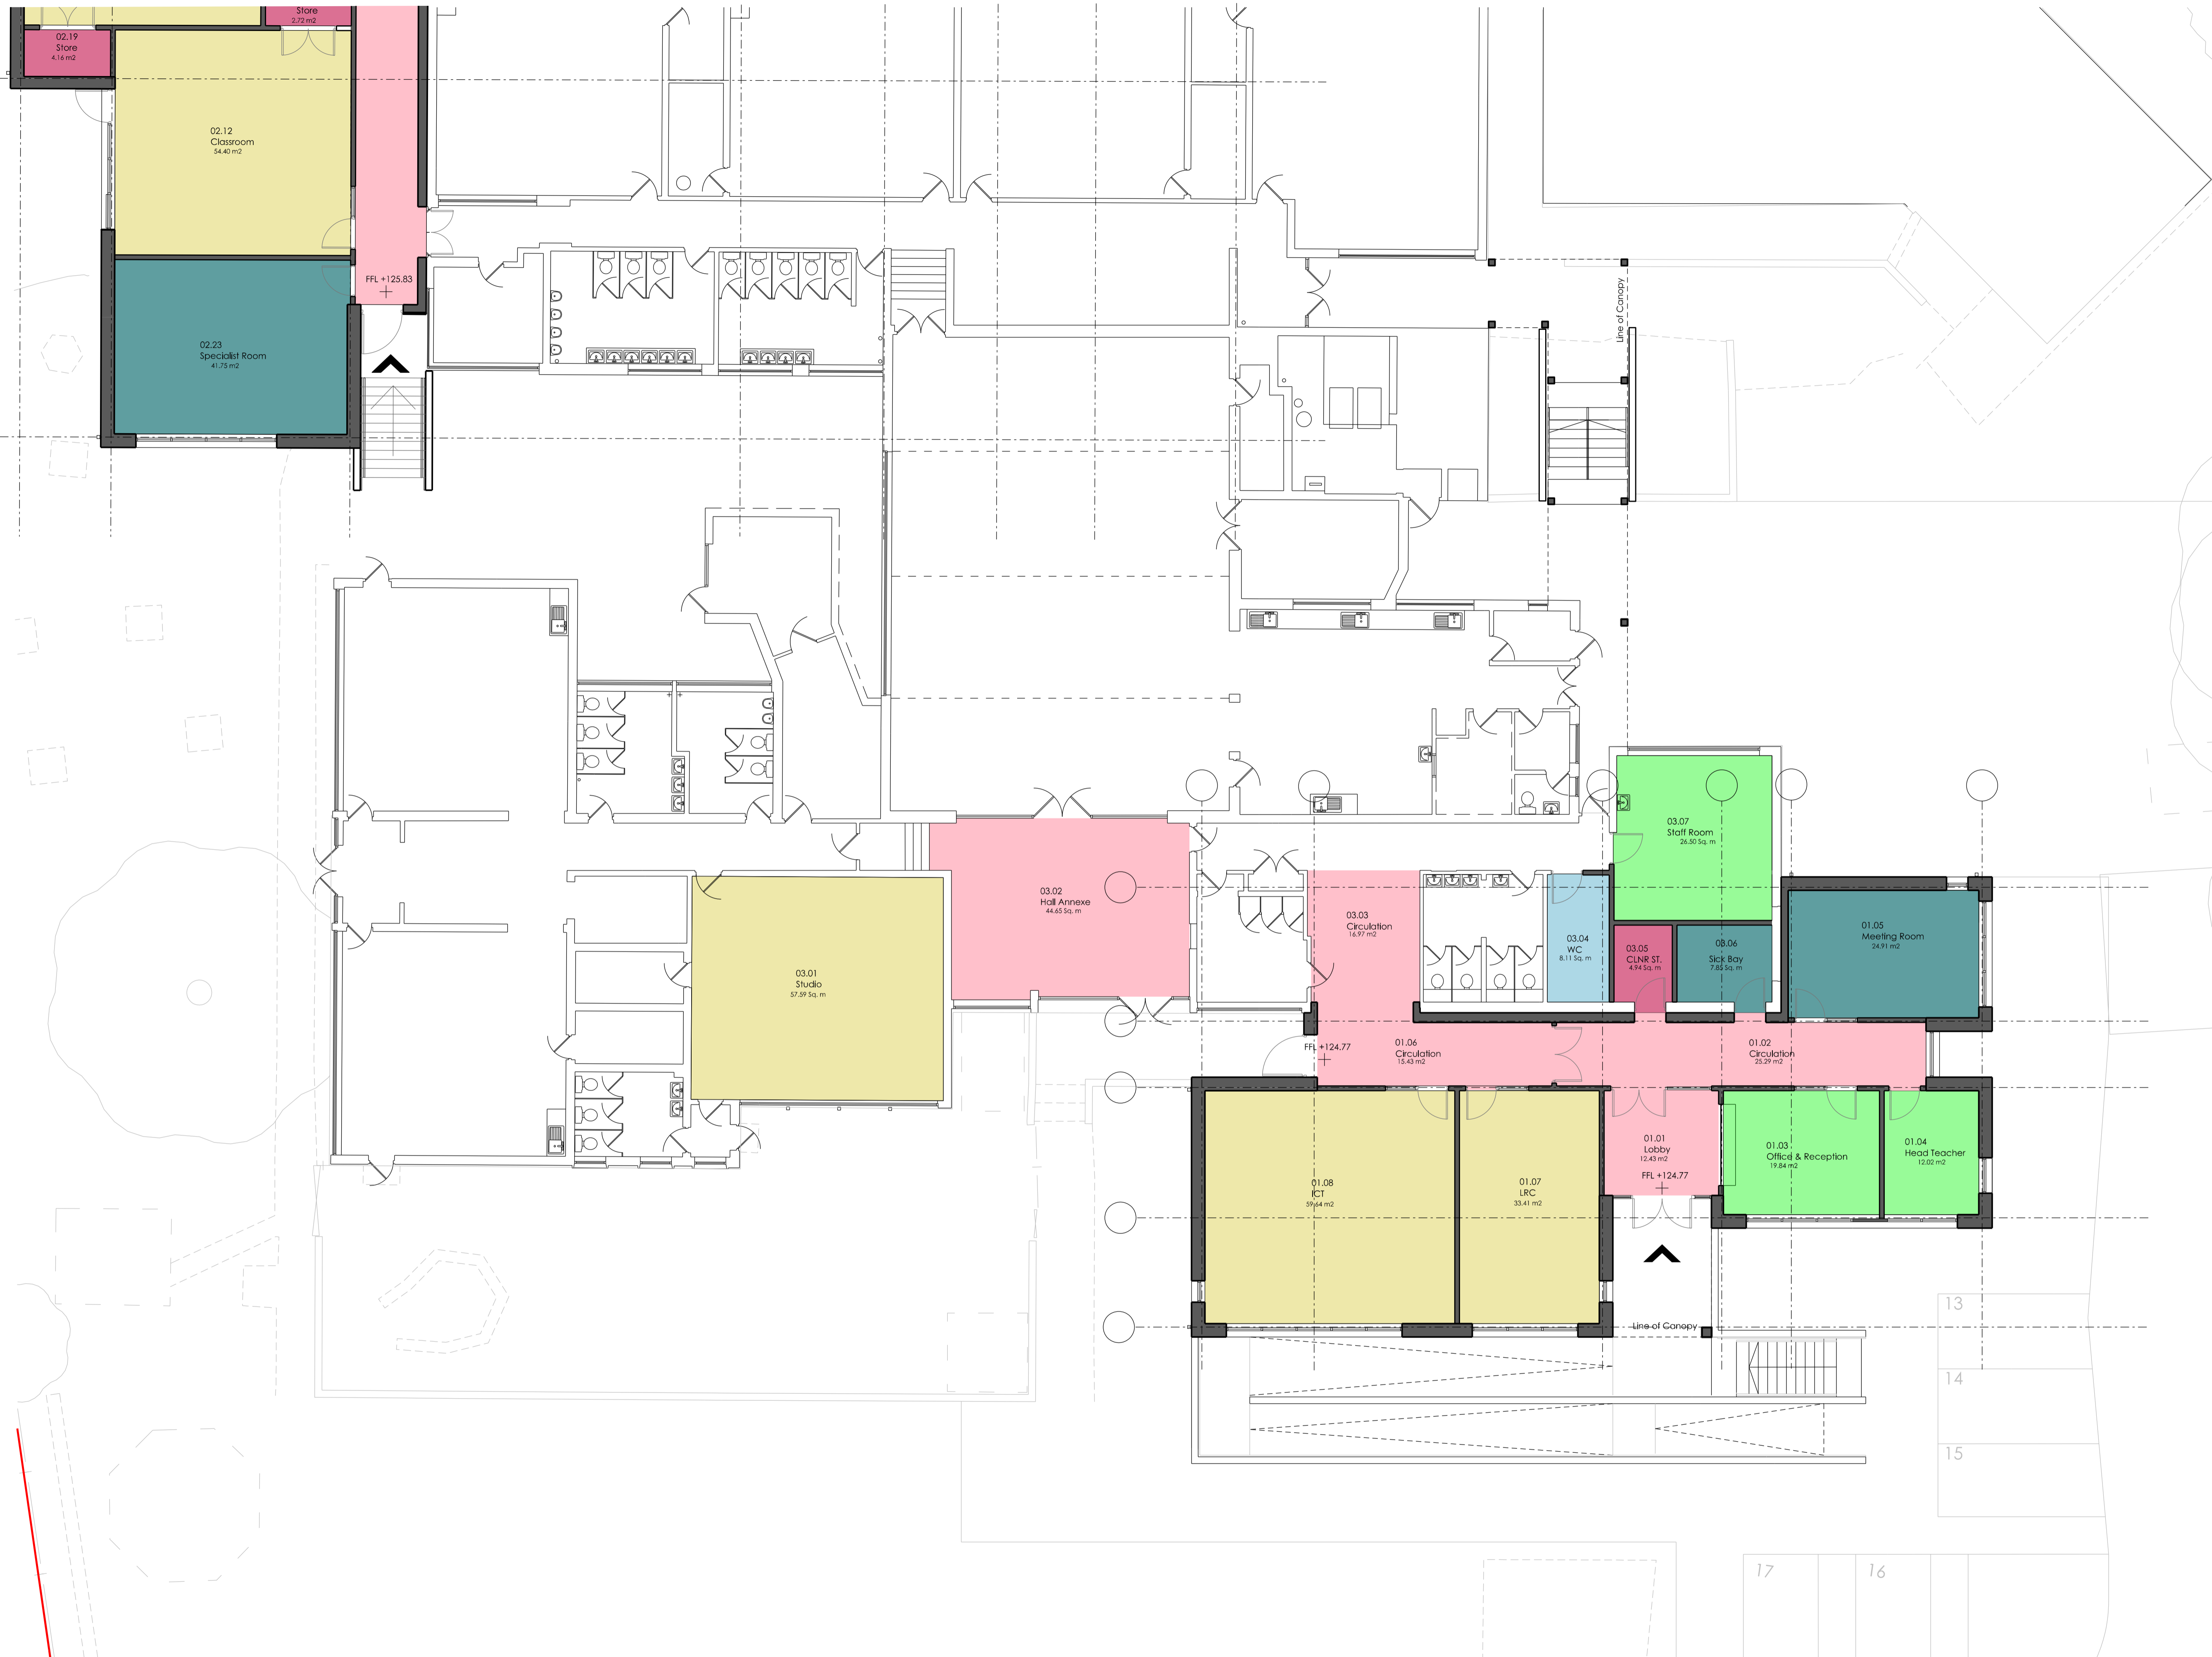 Store
2.72 m2
02.19
Store
4.16 m2
02.12
Classroom
54.40 m2
FFL +125.83
02.23
Specialist Room
41.75 m2
Line of Canopy
03.07
Staff Room
26.50 Sq. m
03.02
Hall Annexe
44.65 Sq. m
03.03
Circulation
16.97 m2
03.04
WC
8.11 Sq. m
03.05
CLNR ST.
4.94 Sq. m
03.06
Sick Bay
7.85 Sq. m
01.05
Meeting Room
24.91 m2
03.01
Studio
57.59 Sq. m
FFL +124.77
01.06
Circulation
15.43 m2
01.02
Circulation
25.29 m2
01.01
Lobby
12.43 m2
FFL +124.77
01.03
Office & Reception
19.84 m2
01.04
Head Teacher
12.02 m2
01.08
ICT
59.64 m2
01.07
LRC
33.41 m2
Line of Canopy
13
14
15
17
16